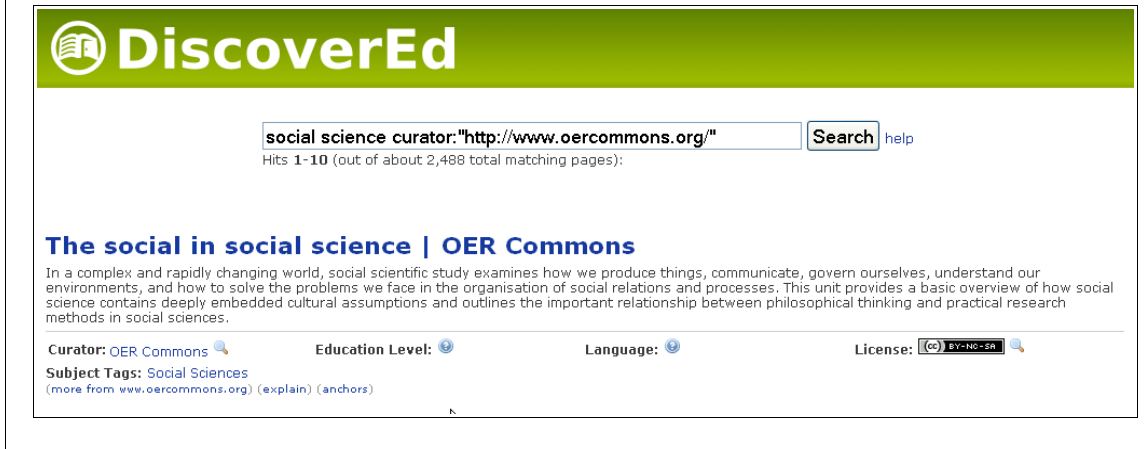 DiscoverEd
social science curator:"http://www.oercommons.org/" Search help
Hits 1-10 (out of about 2,488 total matching pages):
The social in social science | OER Commons
In a complex and rapidly changing world, social scientific study examines how we produce things, communicate, govern ourselves, understand our
environments, and how to solve the problems we face in the organisation of social relations and processes. This unit provides a basic overview of how social
science contains deeply embedded cultural assumptions and outlines the important relationship between philosophical thinking and practical research
methods in social sciences.
Curator: OER Commons Education Level: Language: License: (cc) BY-NC-SA
Subject Tags: Social Sciences
(more from www.oercommons.org) (explain) (anchors)